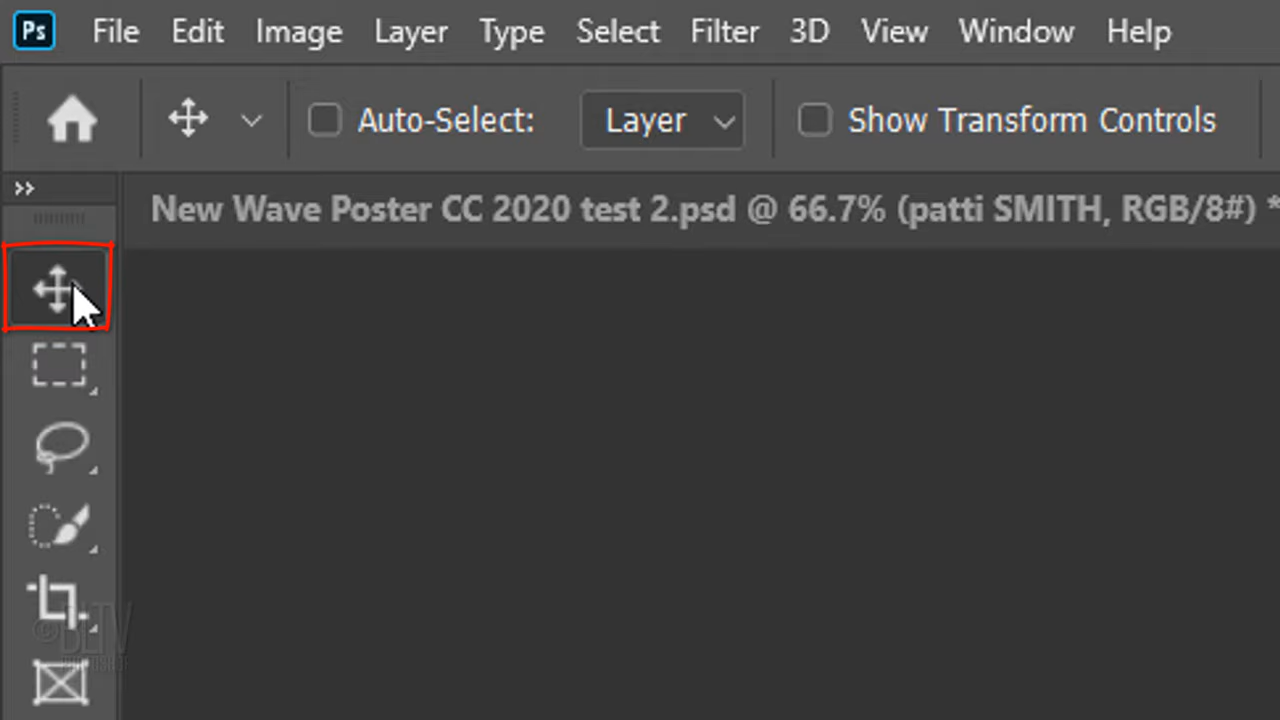 Ps File Edit Image Layer Type Select Filter 3D View Window Help
Auto-Select: Layer Show Transform Controls
New Wave Poster CC 2020 test 2.psd @ 66.7% (patti SMITH, RGB/8#) *
©BLTV